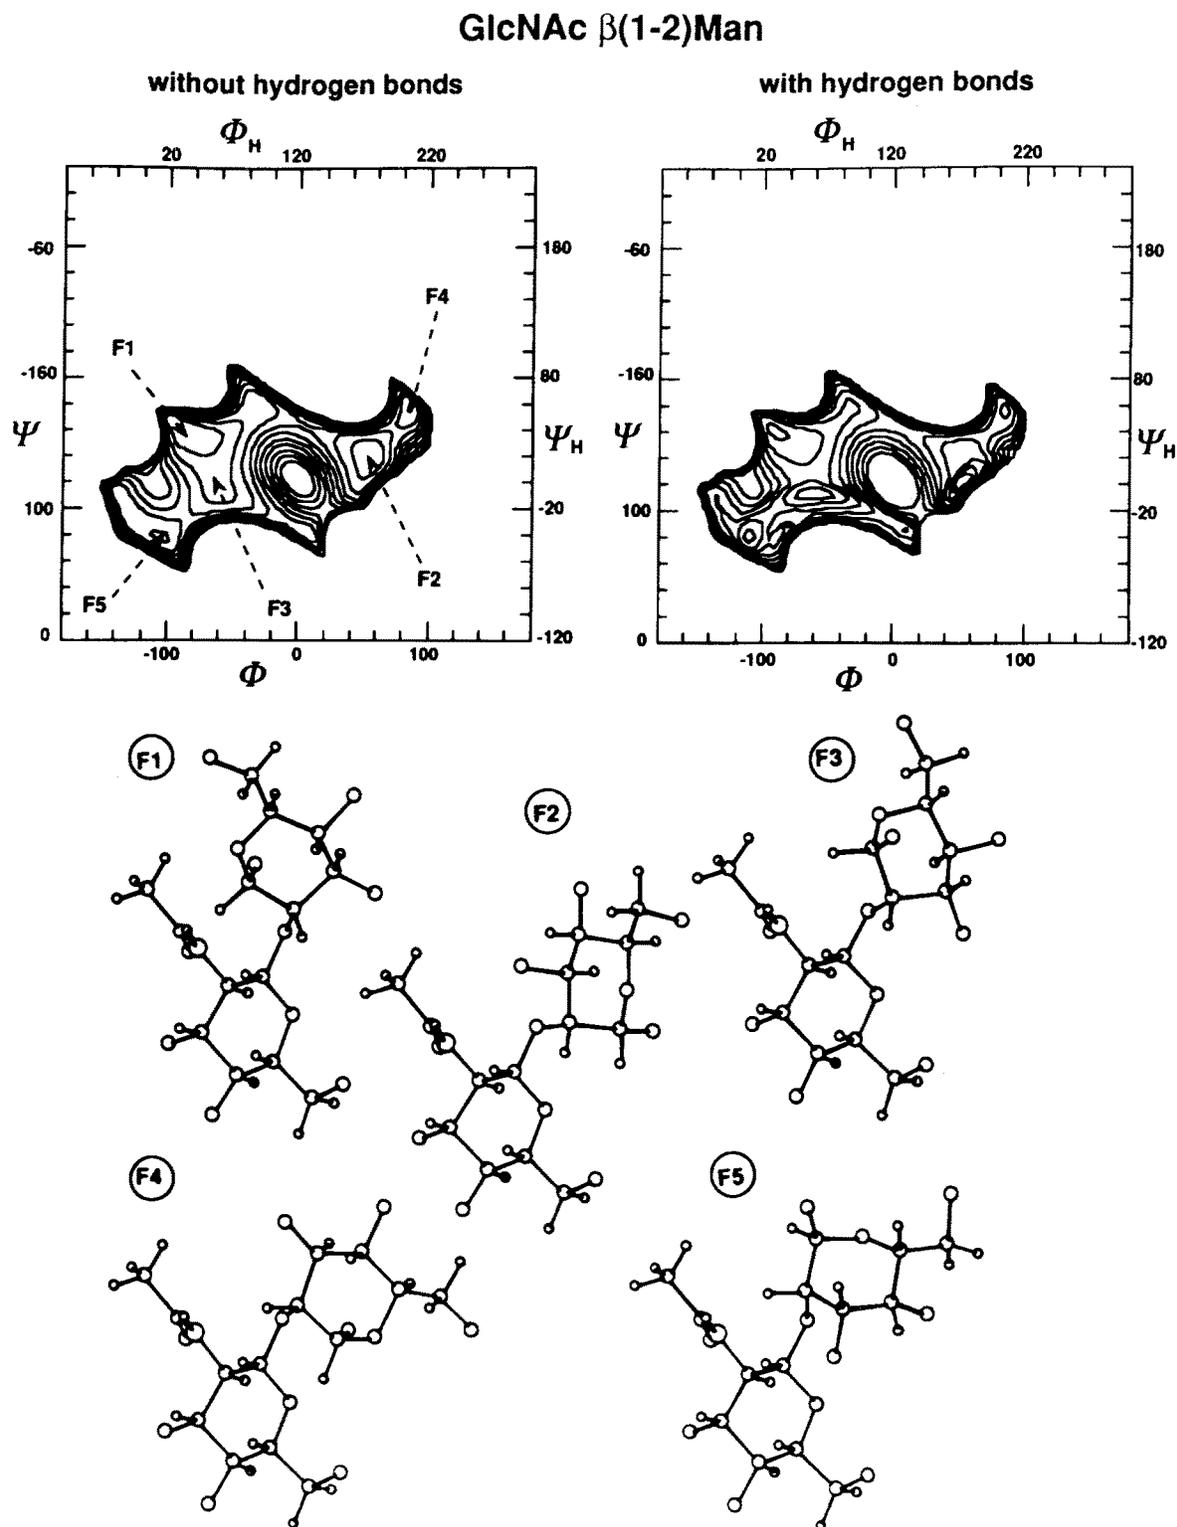 GlcNAc β(1-2)Man
without hydrogen bonds
with hydrogen bonds
Φ_H
Φ_H
20 120 220
20 120 220
-60 180
-60 180
F4
F1
-160 80
-160 80
Ψ Ψ_H
Ψ Ψ_H
100 -20
100 -20
F2
F5 F3
0 -120
0 -120
-100 0 100
-100 0 100
Φ
Φ
F1
F3
F2
F4
F5